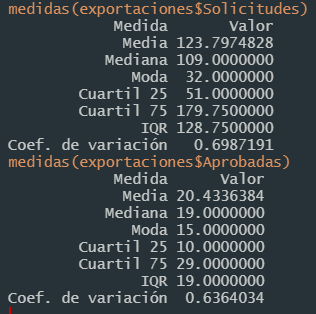 medidas(exportaciones$Solicitudes)
Medida Valor
Media 123.7974828
Mediana 109.0000000
Moda 32.0000000
Cuartil 25 51.0000000
Cuartil 75 179.7500000
IQR 128.7500000
Coef. de variación 0.6987191
medidas(exportaciones$Aprobadas)
Medida Valor
Media 20.4336384
Mediana 19.0000000
Moda 15.0000000
Cuartil 25 10.0000000
Cuartil 75 29.0000000
IQR 19.0000000
Coef. de variación 0.6364034